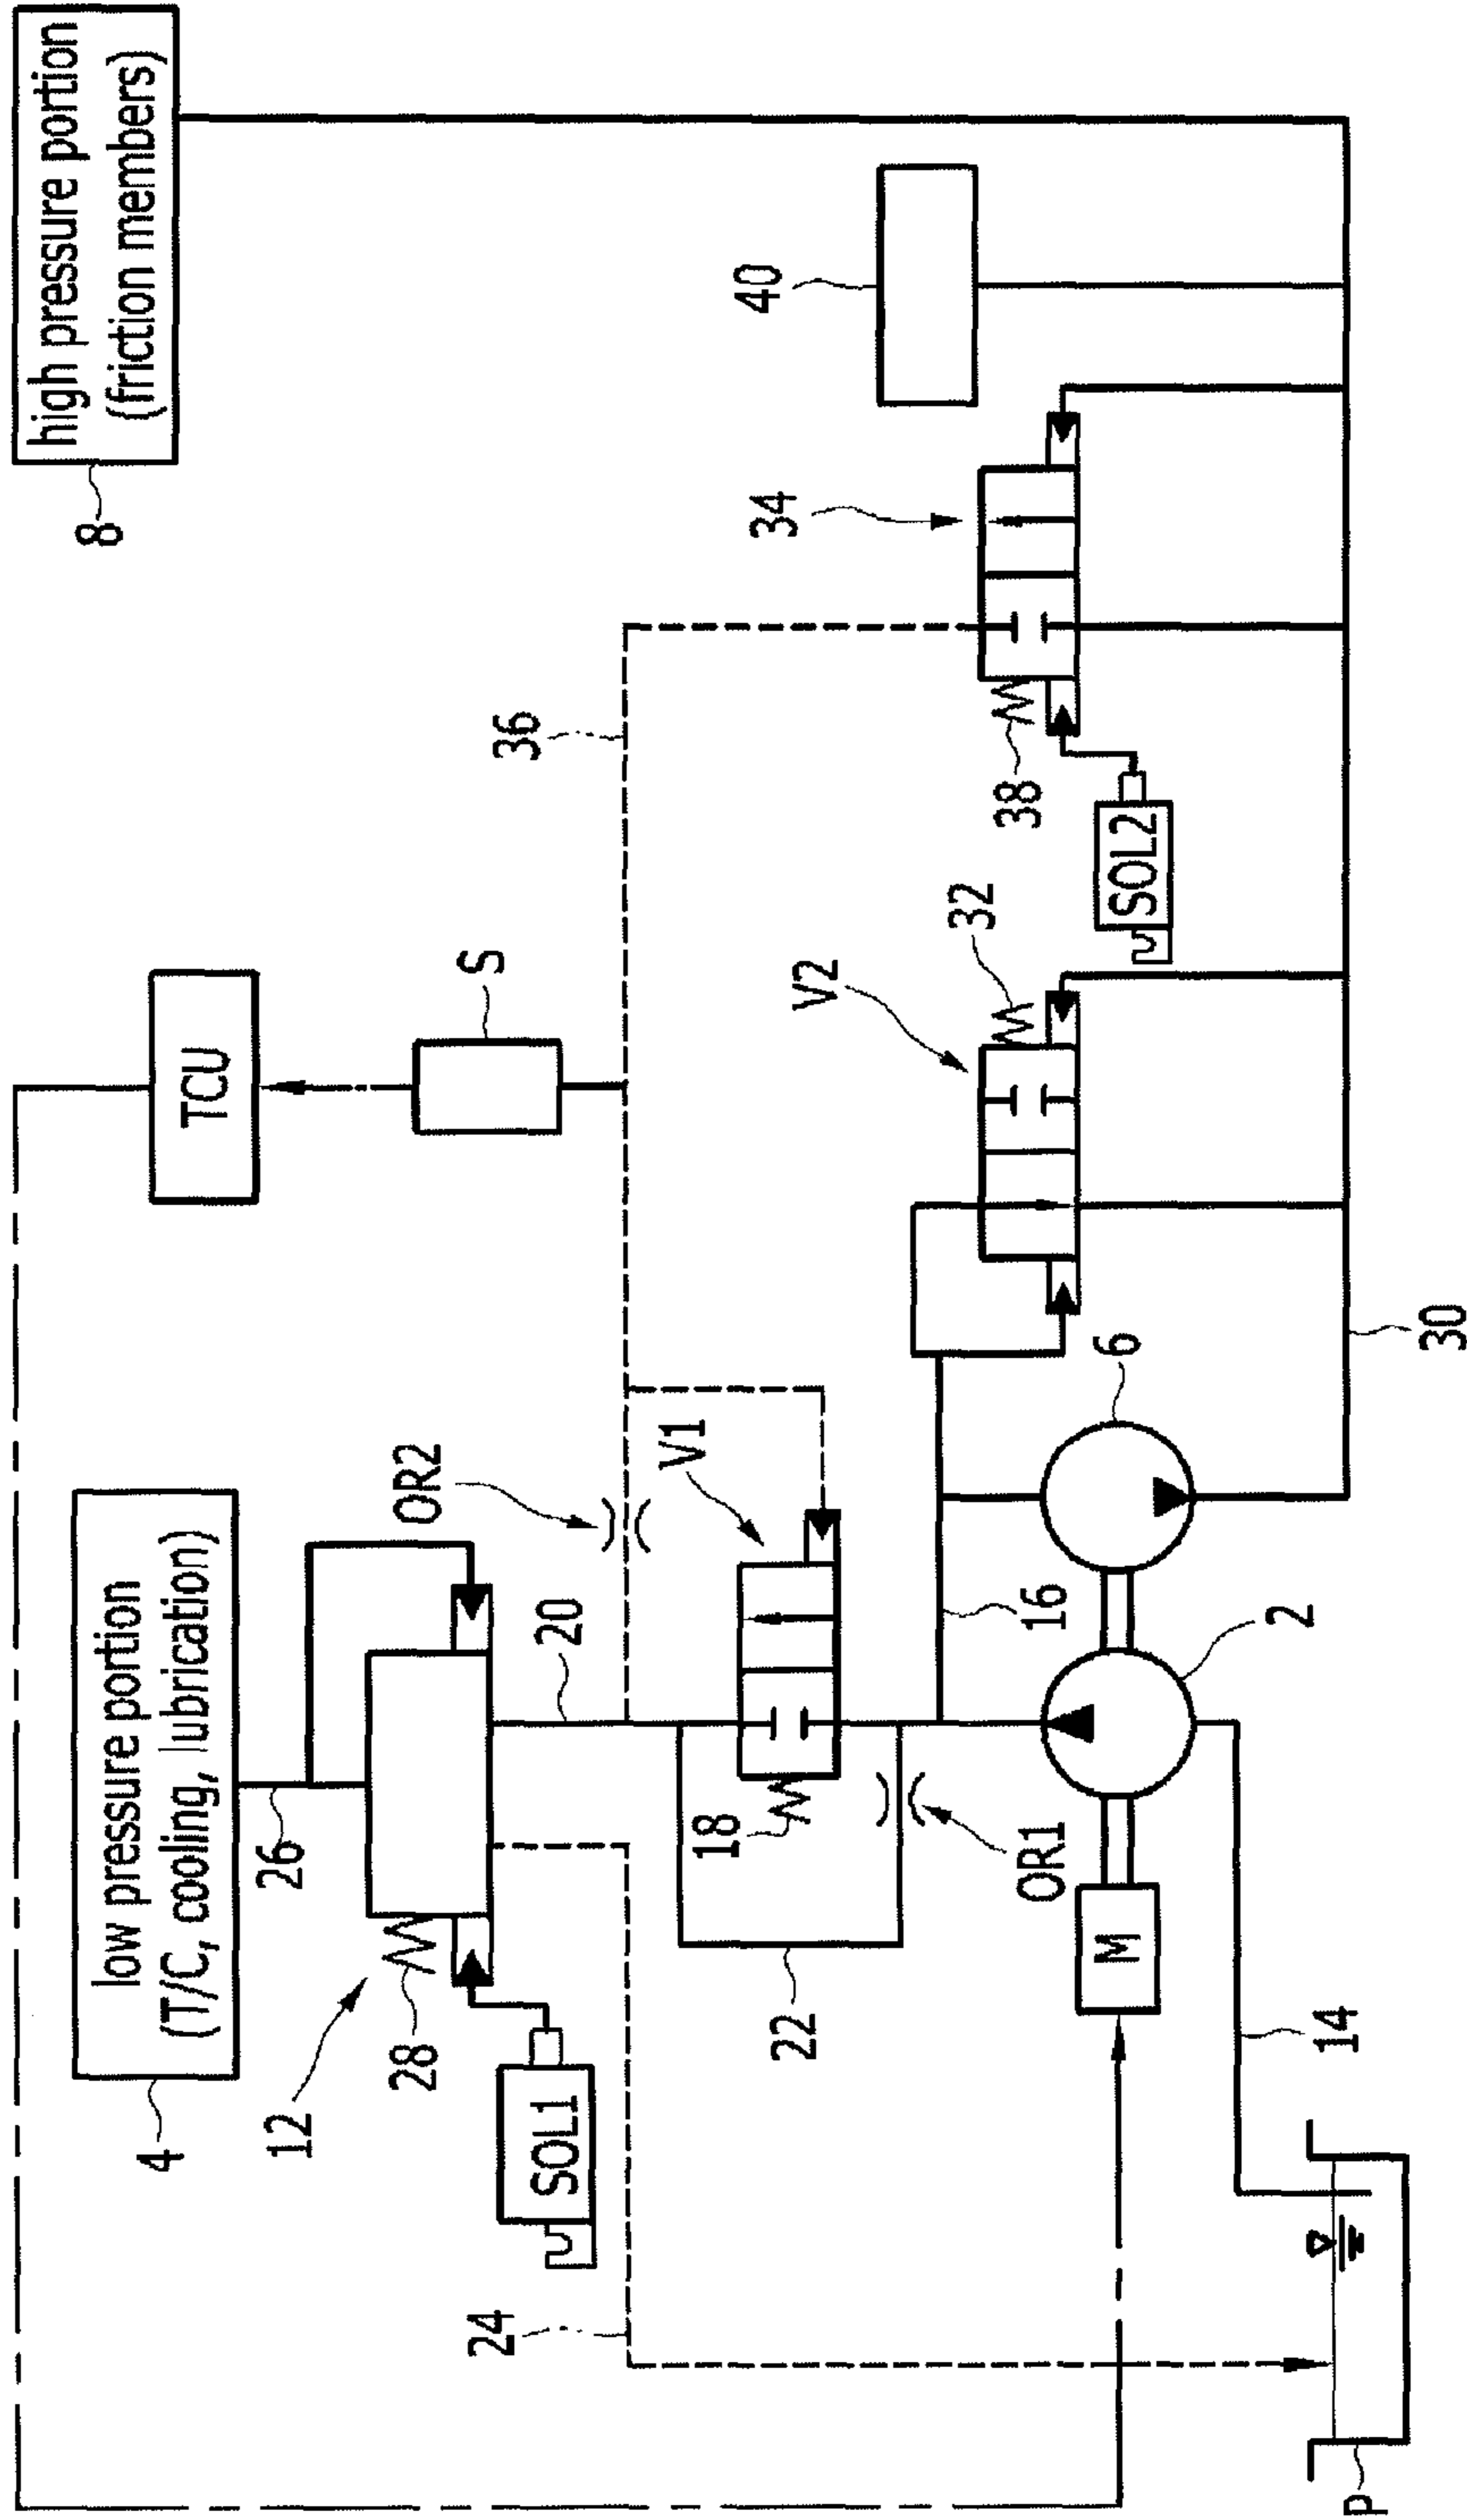 high pressure portion
(friction members)
8
40
34
36
38
SOL2
32
V2
S
TCU
30
6
16
2
V1
OR2
20
18
OR1
M
22
14
low pressure portion
(T/C, cooling, lubrication)
26
4
12
28
SOL1
24
P